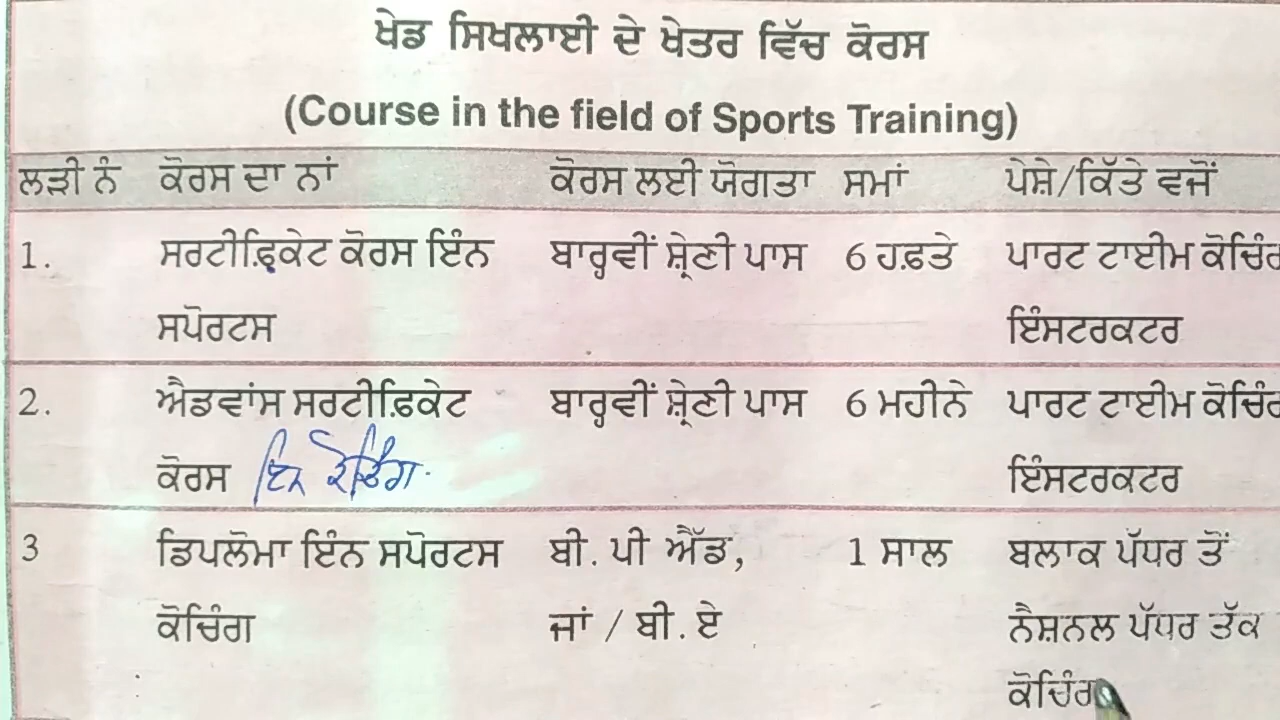 ਖੇਡ ਸਿਖਲਾਈ ਦੇ ਖੇਤਰ ਵਿੱਚ ਕੋਰਸ
(Course in the field of Sports Training)
ਲੜੀ ਨੰ ਕੋਰਸ ਦਾ ਨਾਂ ਕੋਰਸ ਲਈ ਯੋਗਤਾ ਸਮਾਂ ਪੇਸ਼ੇ/ਕਿੱਤੇ ਵਜੋਂ
1. ਸਰਟੀਫ਼ਿਕੇਟ ਕੋਰਸ ਇੰਨ ਬਾਰ੍ਹਵੀਂ ਸ਼੍ਰੇਣੀ ਪਾਸ 6 ਹਫ਼ਤੇ ਪਾਰਟ ਟਾਈਮ ਕੋਚਿੰਗ
ਸਪੋਰਟਸ ਇੰਸਟਰਕਟਰ
2. ਐਡਵਾਂਸ ਸਰਟੀਫ਼ਿਕੇਟ ਬਾਰ੍ਹਵੀਂ ਸ਼੍ਰੇਣੀ ਪਾਸ 6 ਮਹੀਨੇ ਪਾਰਟ ਟਾਈਮ ਕੋਚਿੰਗ
ਕੋਰਸ ਇਨ ਇੰਸਟਰਕਟਰ
3 ਡਿਪਲੋਮਾ ਇੰਨ ਸਪੋਰਟਸ ਬੀ. ਪੀ ਐੱਡ, 1 ਸਾਲ ਬਲਾਕ ਪੱਧਰ ਤੋਂ
ਕੋਚਿੰਗ ਜਾਂ / ਬੀ. ਏ ਨੈਸ਼ਨਲ ਪੱਧਰ ਤੱਕ
ਕੋਚਿੰਗ